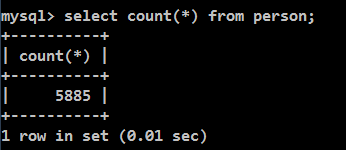 mysql> select count(*) from person;
+----------+
| count(*) |
+----------+
|     5885 |
+----------+
1 row in set (0.01 sec)